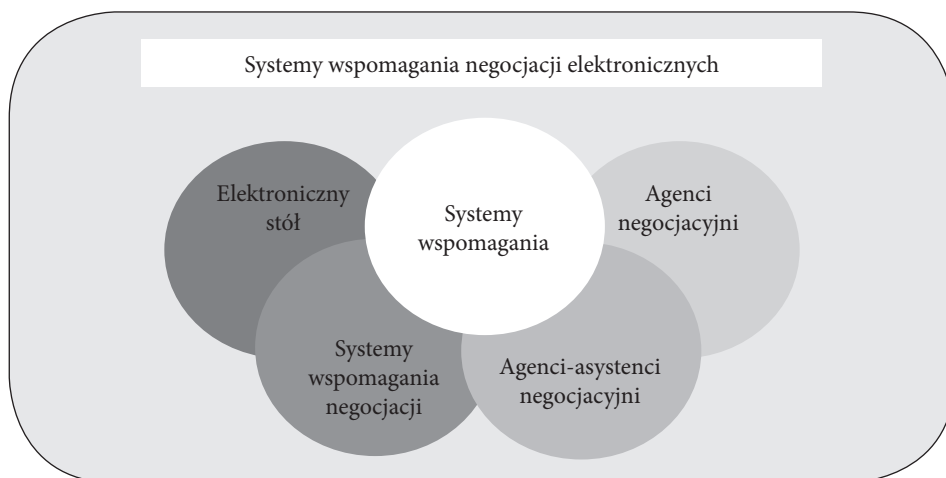 Systemy wspomagania negocjacji elektronicznych
Elektroniczny
stół
Systemy
wspomagania
Agenci
negocjacyjni
Systemy
wspomagania
negocjacji
Agenci-asystenci
negocjacyjni